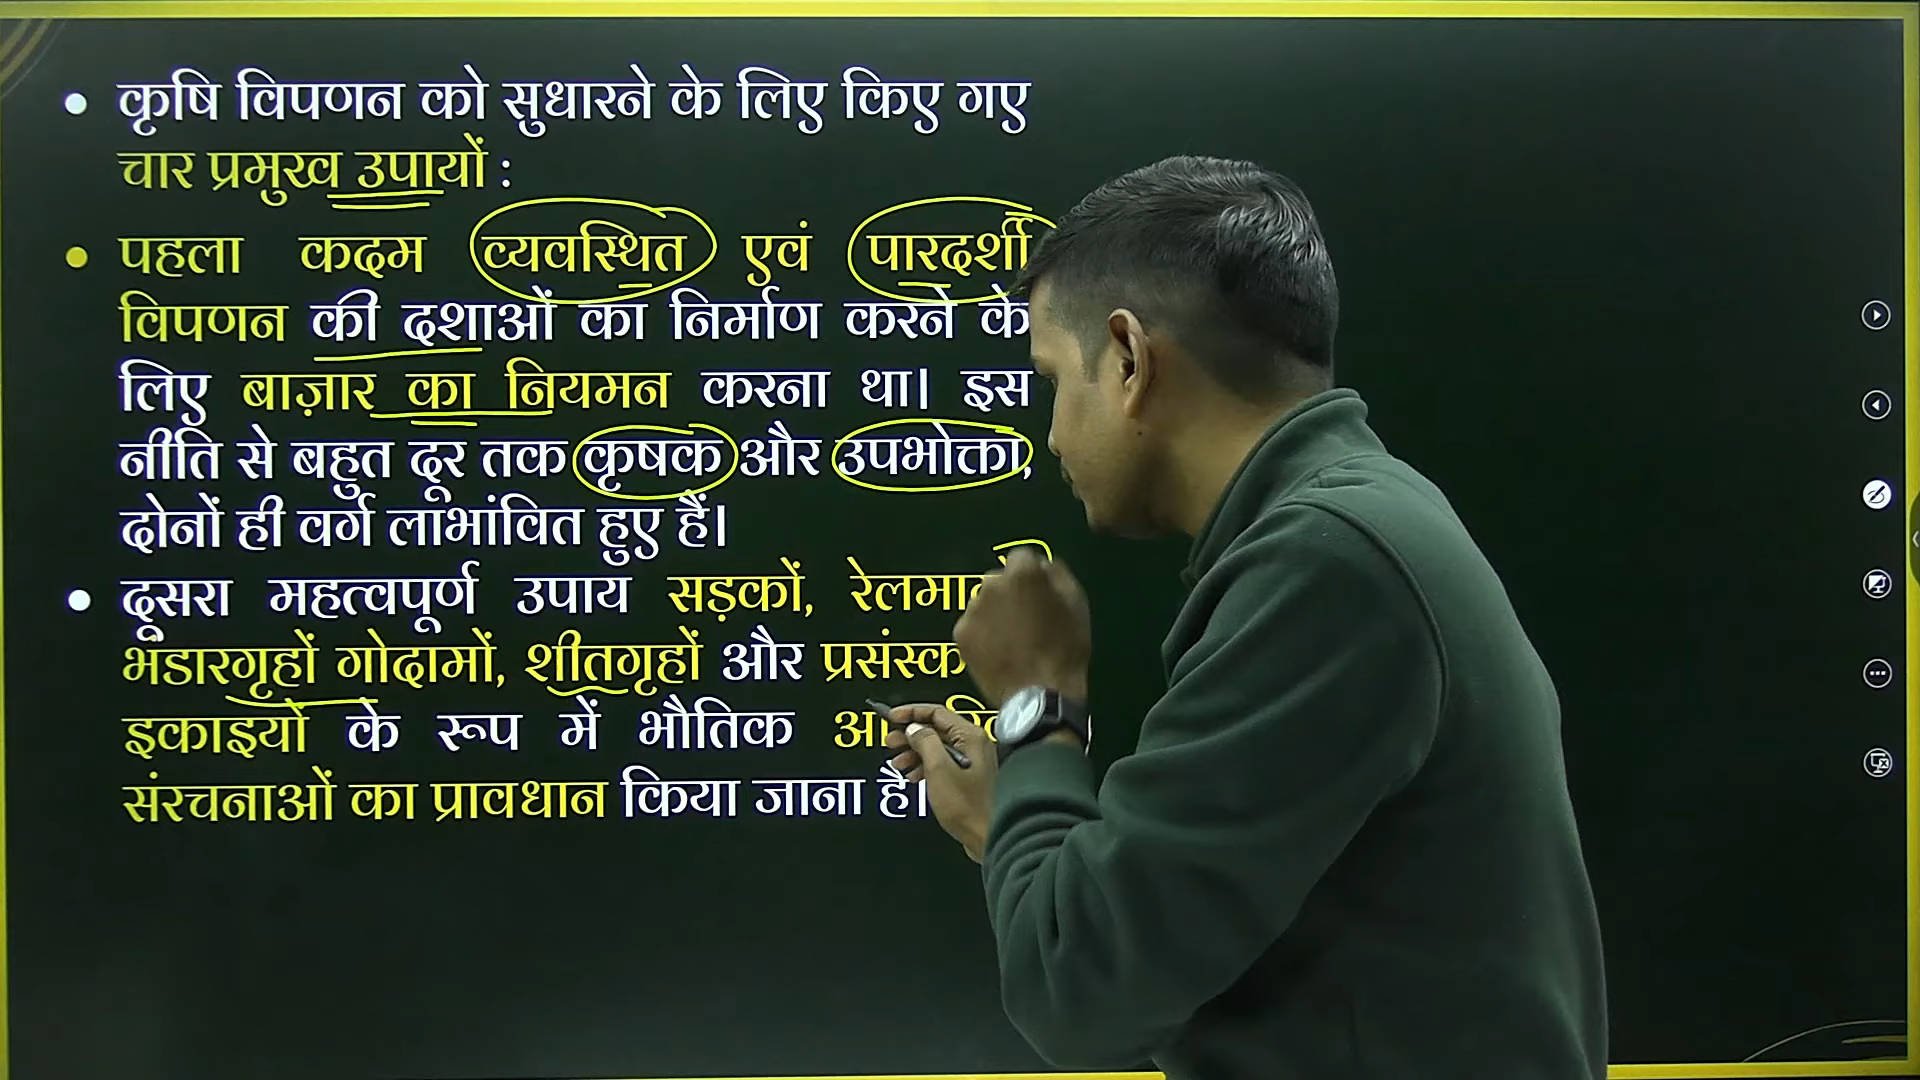 • कृषि विपणन को सुधारने के लिए किए गए
चार प्रमुख उपायों :
• पहला कदम व्यवस्थित एवं पारदर्शी
विपणन की दशाओं का निर्माण करने के
लिए बाज़ार का नियमन करना था। इस
नीति से बहुत दूर तक कृषक और उपभोक्ता,
दोनों ही वर्ग लाभांवित हुए हैं।
• दूसरा महत्वपूर्ण उपाय सड़कों,
भंडारगृहों गोदामों, शीतगृहों और
इकाइयों के रूप में भौतिक
संरचनाओं का प्रावधान किया जाना है।